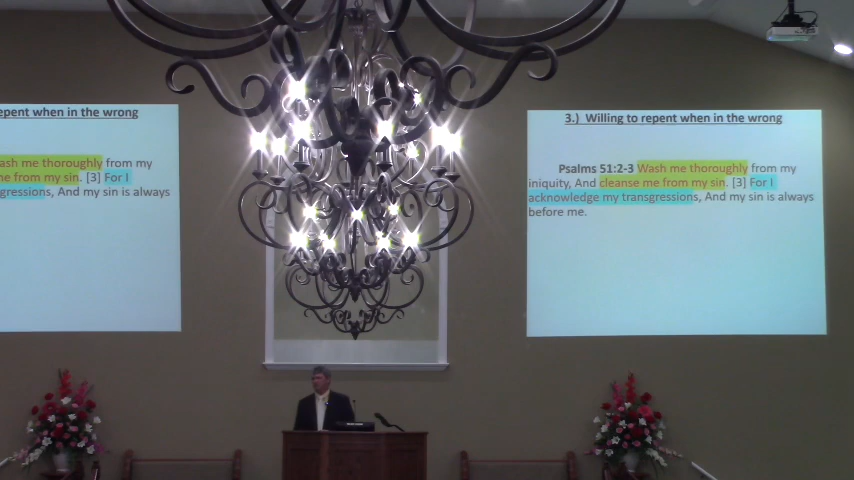 epent when in the wrong
ash me thoroughly from my
me from my sin. [3] For I
gressions, And my sin is always
3.) Willing to repent when in the wrong
Psalms 51:2-3 Wash me thoroughly from my
iniquity, And cleanse me from my sin. [3] For I
acknowledge my transgressions, And my sin is always
before me.